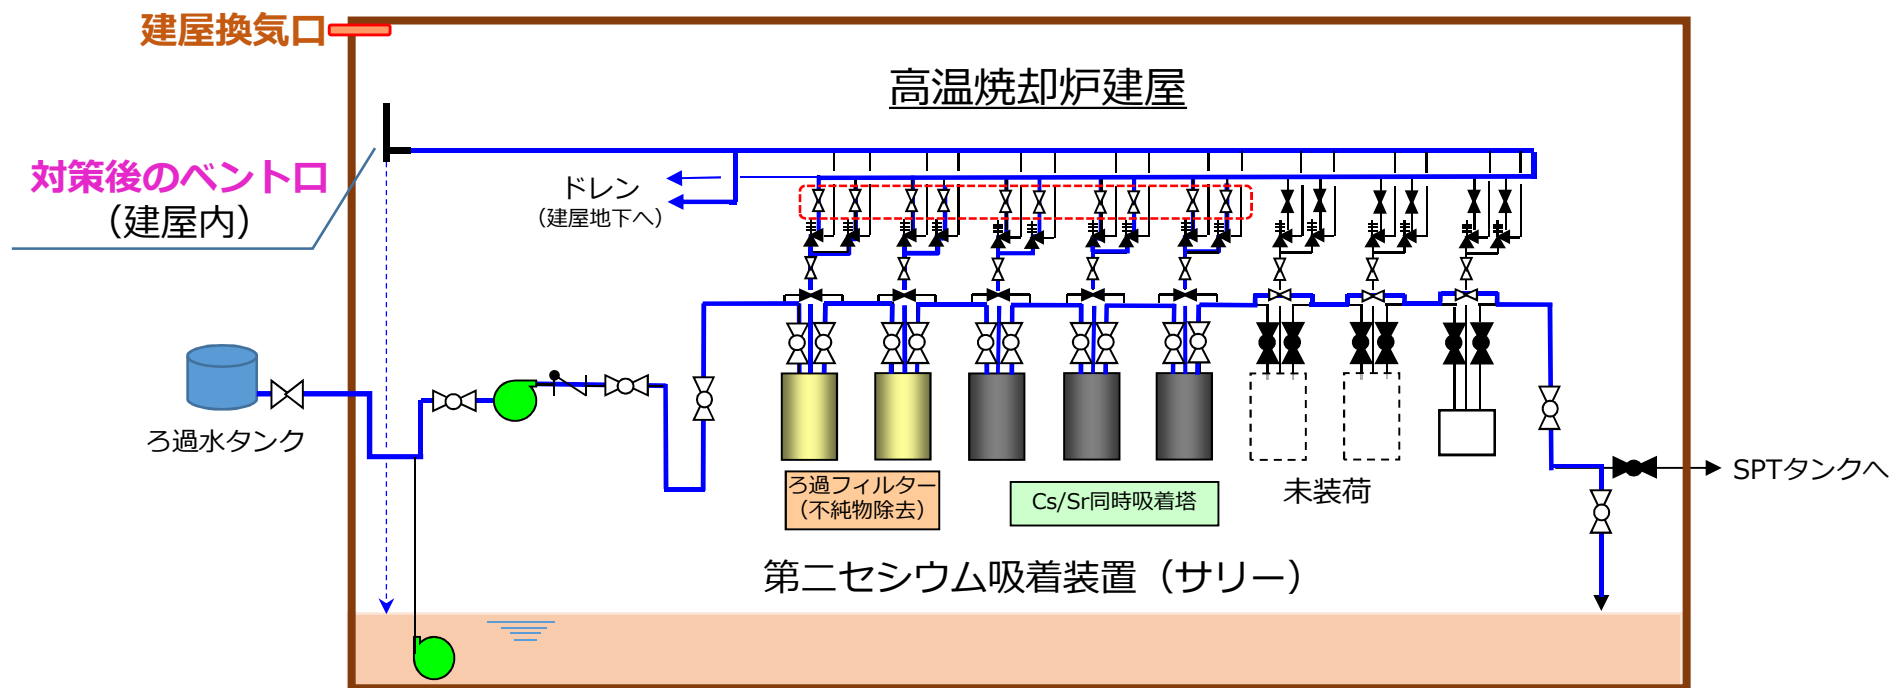 建屋換気口
高温焼却炉建屋
対策後のベント口
（建屋内）
ドレン
（建屋地下へ）
ろ過水タンク
ろ過フィルター
（不純物除去）
Cs/Sr同時吸着塔
未装荷
SPTタンクへ
第二セシウム吸着装置（サリー）